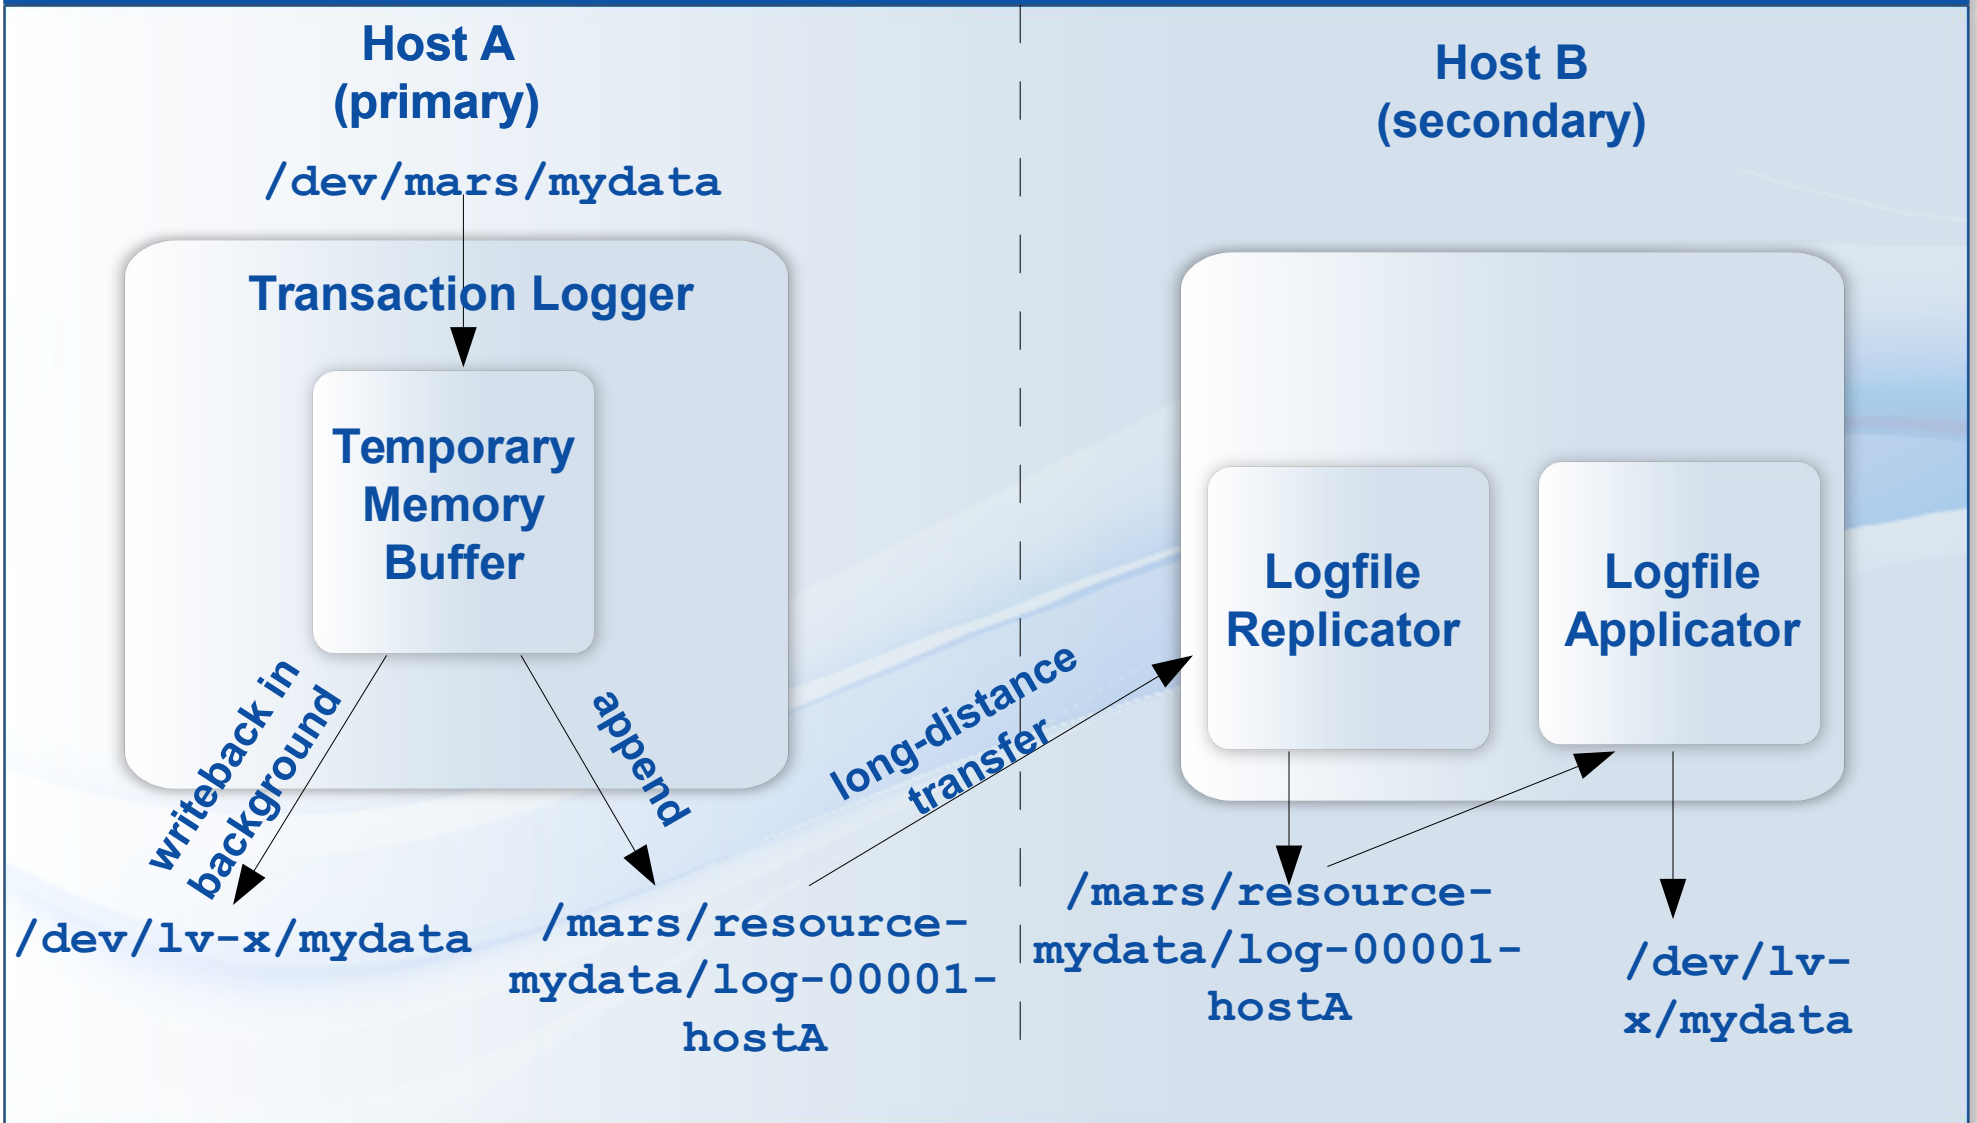 Host A
(primary)
/dev/mars/mydata
Transaction Logger
Temporary
Memory
Buffer
writeback in
background
append
/dev/lv-x/mydata
/mars/resource-
mydata/log-00001-
hostA
long-distance
transfer
Host B
(secondary)
Logfile
Replicator
Logfile
Applicator
/mars/resource-
mydata/log-00001-
hostA
/dev/lv-
x/mydata